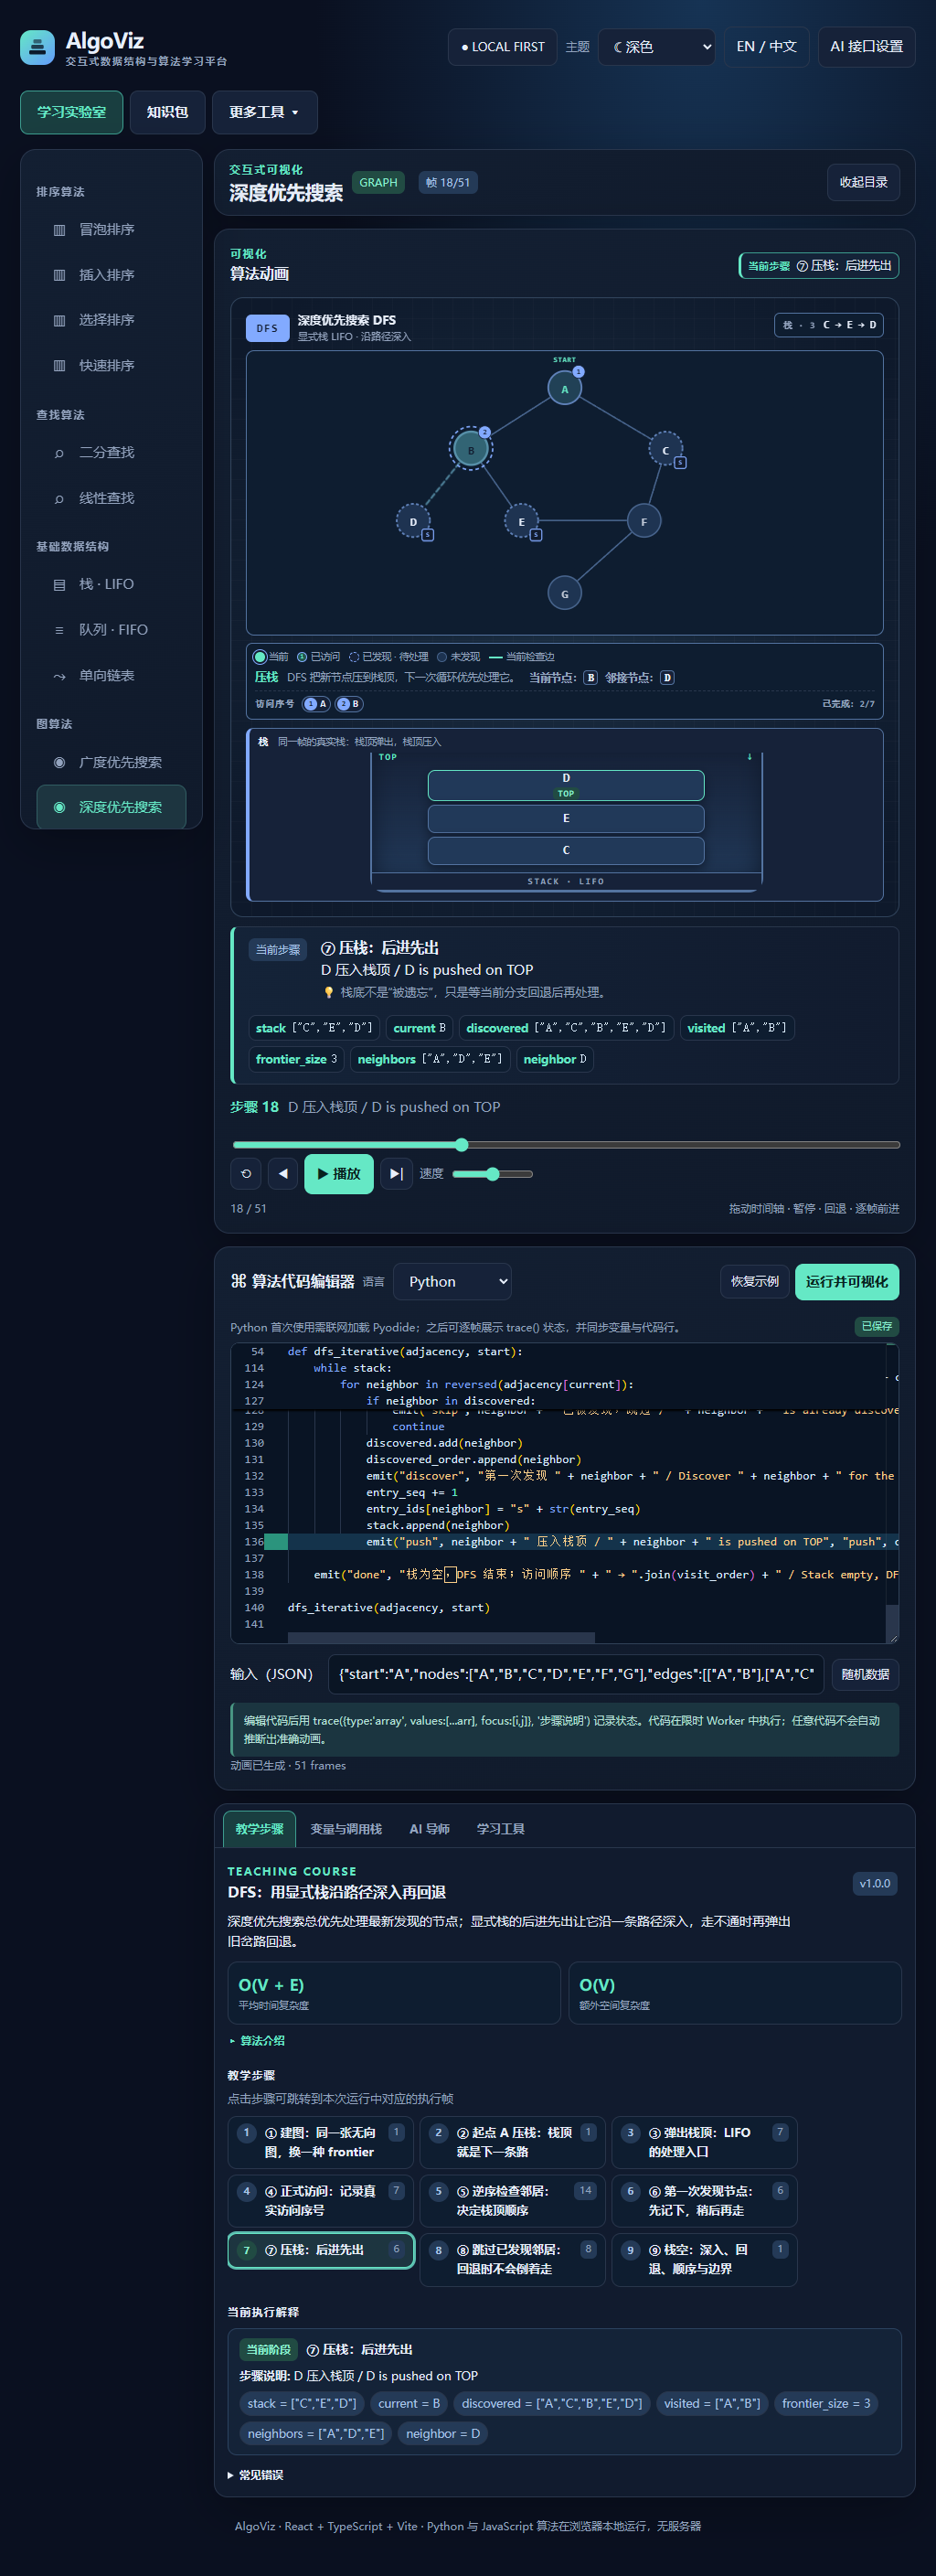 AlgoViz
交互式数据结构与算法学习平台
● LOCAL FIRST 主题 ☾深色 EN / 中文 AI 接口设置
学习实验室 知识包 更多工具 ▾
排序算法
冒泡排序
插入排序
选择排序
快速排序
查找算法
二分查找
线性查找
基础数据结构
栈 · LIFO
队列 · FIFO
单向链表
图算法
广度优先搜索
深度优先搜索
交互式可视化
深度优先搜索 GRAPH 帧 18/51 收起目录
可视化
算法动画
当前步骤 ⑦ 压栈：后进先出
DFS 深度优先搜索 DFS
显式栈 LIFO · 沿路径深入
栈 · 3 C → E → D
START
A 1
B 2
C S
D S
E S
F
G
当前 已访问 已发现 · 待处理 未发现 当前检查边
压栈 DFS 把新节点压到栈顶，下一次循环优先处理它。 当前节点： B 邻接节点： D
访问序号 1 A 2 B 已完成：2/7
栈 同一帧的真实栈：栈顶弹出，栈顶压入
TOP ↓
D
TOP
E
C
STACK · LIFO
当前步骤 ⑦ 压栈：后进先出
D 压入栈顶 / D is pushed on TOP
💡 栈底不是“被遗忘”，只是等当前分支回退后再处理。
stack ["C","E","D"] current B discovered ["A","C","B","E","D"] visited ["A","B"]
frontier_size 3 neighbors ["A","D","E"] neighbor D
步骤 18 D 压入栈顶 / D is pushed on TOP
⟲ ◀ ▶ 播放 ▶| 速度
18 / 51 拖动时间轴 · 暂停 · 回退 · 逐帧前进
⌘ 算法代码编辑器 语言 Python 恢复示例 运行并可视化
Python 首次使用需联网加载 Pyodide；之后可逐帧展示 trace() 状态，并同步变量与代码行。 已保存
54 def dfs_iterative(adjacency, start):
114 while stack:
124 for neighbor in reversed(adjacency[current]):
127 if neighbor in discovered:
129 continue
130 discovered.add(neighbor)
131 discovered_order.append(neighbor)
132 emit("discover", "第一次发现 " + neighbor + " / Discover " + neighbor + " for the
133 entry_seq += 1
134 entry_ids[neighbor] = "s" + str(entry_seq)
135 stack.append(neighbor)
136 emit("push", neighbor + " 压入栈顶 / " + neighbor + " is pushed on TOP", "push", c
137
138 emit("done", "栈为空，DFS 结束；访问顺序 " + " → ".join(visit_order) + " / Stack empty, DF
139
140 dfs_iterative(adjacency, start)
141
输入（JSON） {"start":"A","nodes":["A","B","C","D","E","F","G"],"edges":[["A","B"],["A","C" 随机数据
编辑代码后用 trace({type:'array', values:[...arr], focus:[i,j]}, '步骤说明') 记录状态。代码在限时 Worker 中执行；任意代码不会自动
推断出准确动画。
动画已生成 · 51 frames
教学步骤 变量与调用栈 AI 导师 学习工具
TEACHING COURSE
DFS：用显式栈沿路径深入再回退
v1.0.0
深度优先搜索总优先处理最新发现的节点；显式栈的后进先出让它沿一条路径深入，走不通时再弹出
旧岔路回退。
O(V + E)
平均时间复杂度
O(V)
额外空间复杂度
▸ 算法介绍
教学步骤
点击步骤可跳转到本次运行中对应的执行帧
1 ① 建图：同一张无向图，换一种 frontier 1
2 ② 起点 A 压栈：栈顶就是下一条路 1
3 ③ 弹出栈顶：LIFO 的处理入口 7
4 ④ 正式访问：记录真实访问序号 7
5 ⑤ 逆序检查邻居：决定栈顶顺序 14
6 ⑥ 第一次发现节点：先记下，稍后再走 6
7 ⑦ 压栈：后进先出 6
8 ⑧ 跳过已发现邻居：回退时不会倒着走 8
9 ⑨ 栈空：深入、回退、顺序与边界 1
当前执行解释
当前阶段 ⑦ 压栈：后进先出
步骤说明: D 压入栈顶 / D is pushed on TOP
stack = ["C","E","D"] current = B discovered = ["A","C","B","E","D"] visited = ["A","B"] frontier_size = 3
neighbors = ["A","D","E"] neighbor = D
▸ 常见错误
AlgoViz · React + TypeScript + Vite · Python 与 JavaScript 算法在浏览器本地运行，无服务器